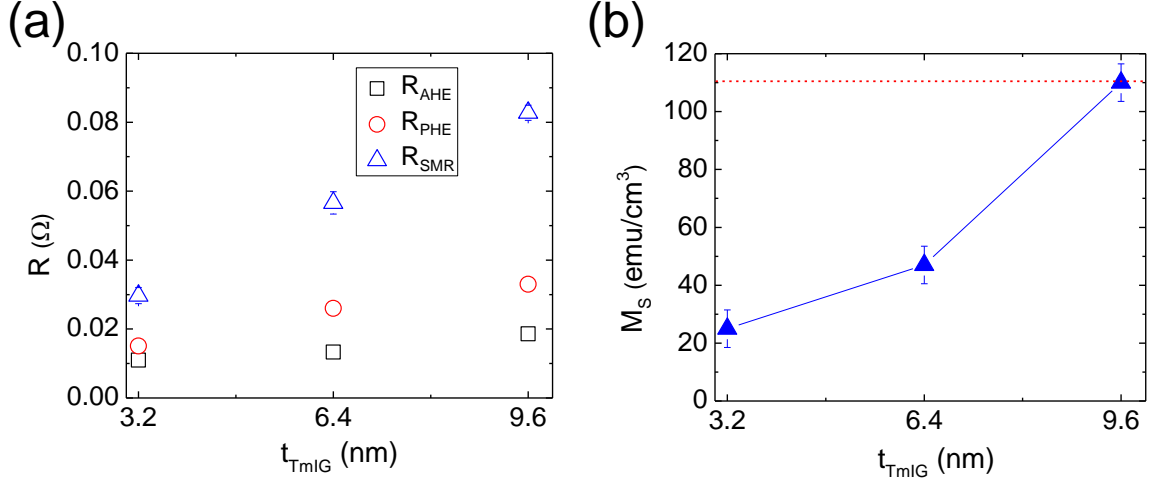 (a)
0.10
0.08
0.06
0.04
0.02
0.00
R (Ω)
R_AHE
R_PHE
R_SMR
3.2
6.4
9.6
t_TmIG (nm)
(b)
120
100
80
60
40
20
0
M_S (emu/cm³)
3.2
6.4
9.6
t_TmIG (nm)